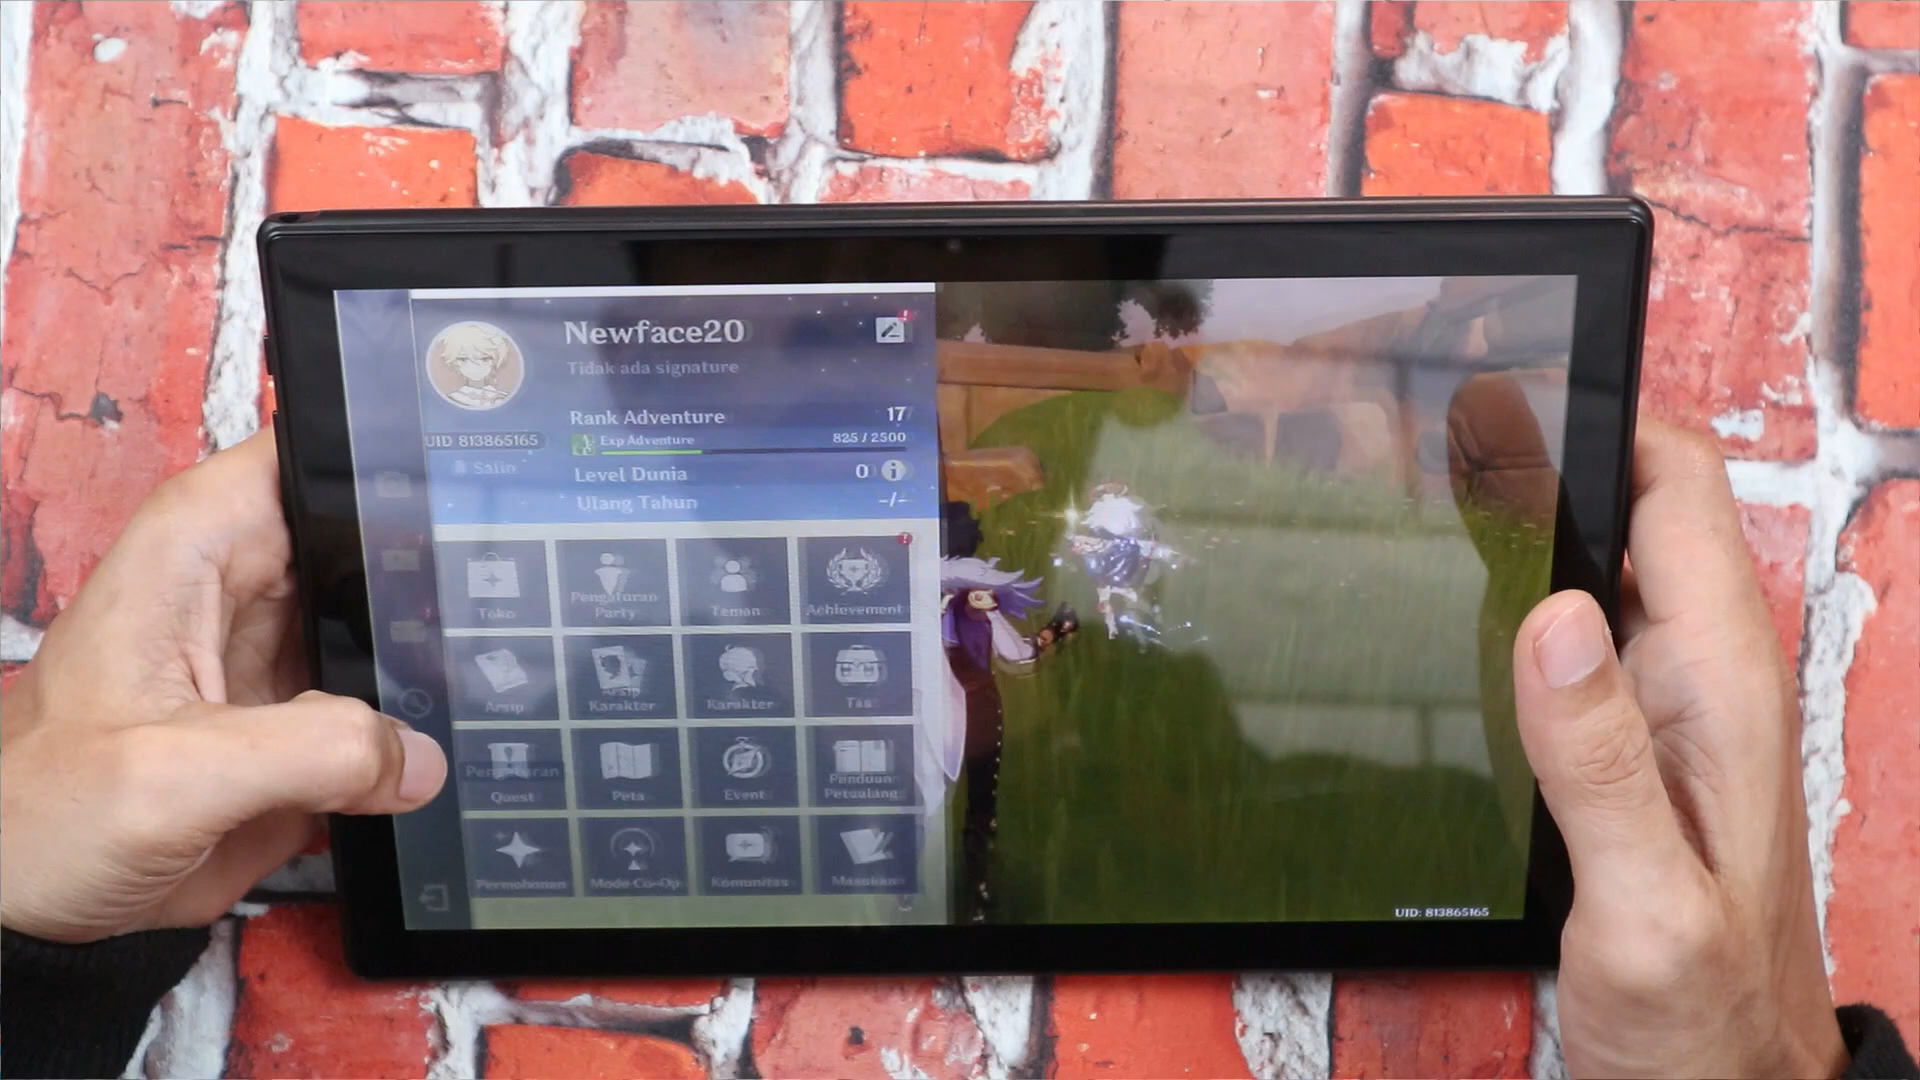 Newface20
Tidak ada signature
Rank Adventure 17
Exp Adventure 825 / 2500
UID 813865165
Salin
Level Dunia 0
Ulang Tahun -/-
Toko
Pengaturan Party
Teman
Achievement
Arsip
Arsip Karakter
Karakter
Tas
Pengaturan Quest
Peta
Event
Panduan Petualang
Permohonan
Mode Co-Op
Komunitas
Masukan
UID: 813865165